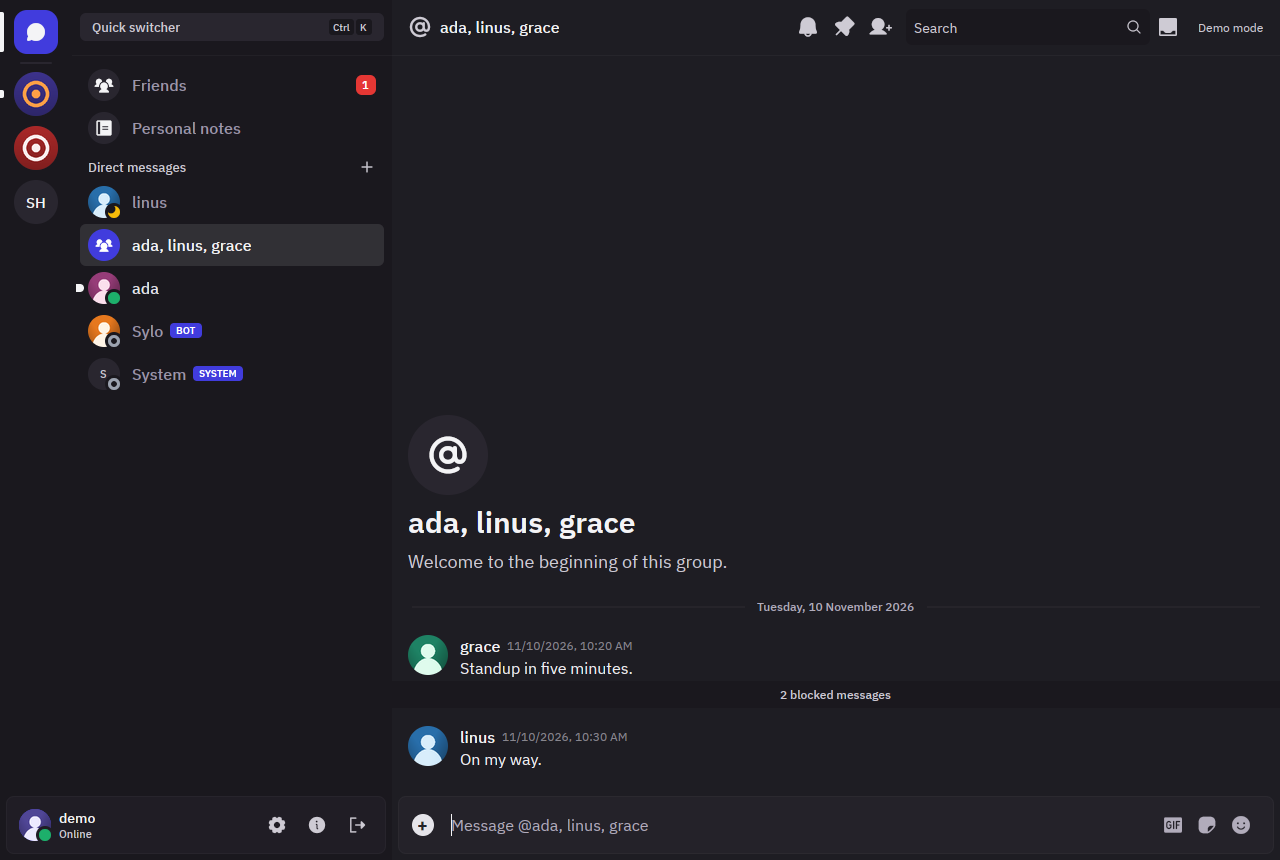 Quick switcher
Ctrl K
Friends
1
Personal notes
Direct messages
SH
linus
ada, linus, grace
ada
Sylo BOT
S
System SYSTEM
demo
Online
ada, linus, grace
Search
Demo mode
ada, linus, grace
Welcome to the beginning of this group.
Tuesday, 10 November 2026
grace 11/10/2026, 10:20 AM
Standup in five minutes.
2 blocked messages
linus 11/10/2026, 10:30 AM
On my way.
Message @ada, linus, grace
GIF